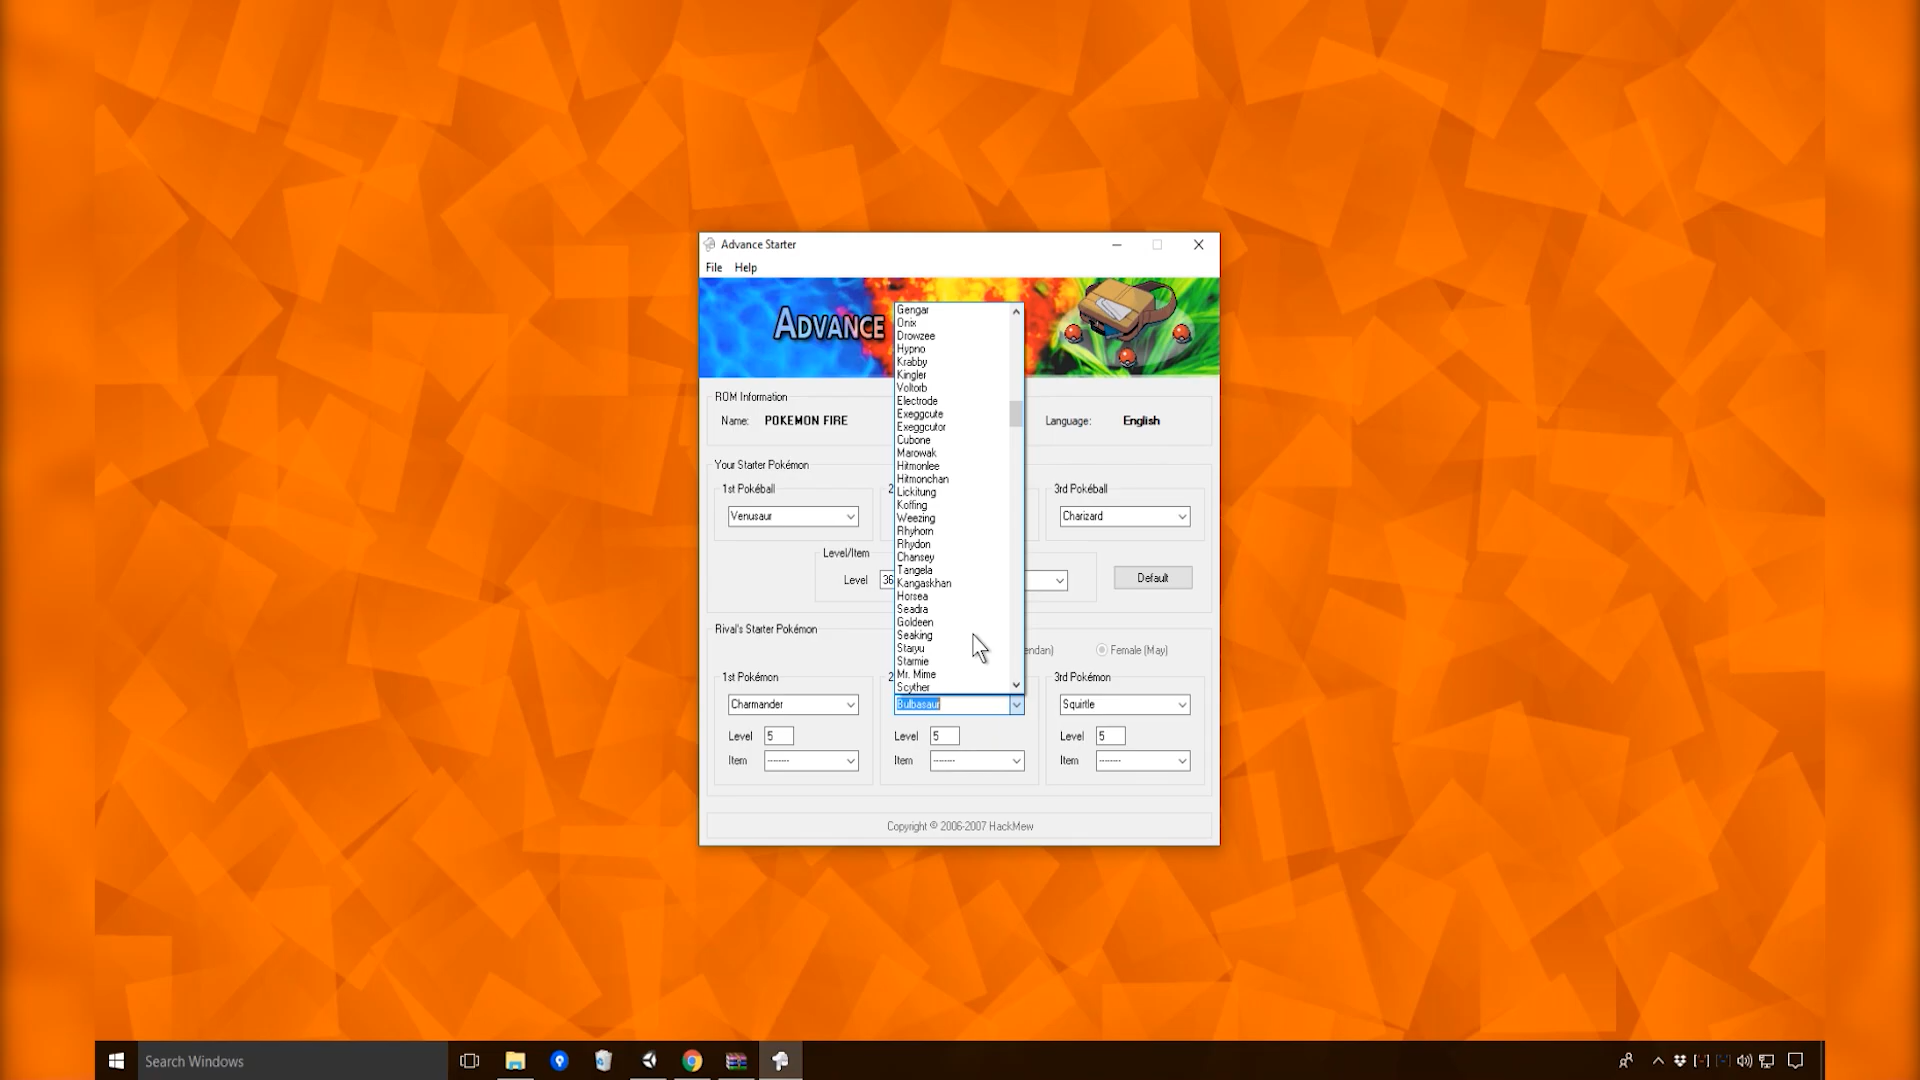 Advance Starter
File Help
ADVANCE
ROM Information
Name: POKEMON FIRE
Language: English
Your Starter Pokémon
1st Pokéball
2
3rd Pokéball
Venusaur
Charizard
Level/Item
Level 36
Default
Gengar
Onix
Drowzee
Hypno
Krabby
Kingler
Voltorb
Electrode
Exeggcute
Exeggcutor
Cubone
Marowak
Hitmonlee
Hitmonchan
Lickitung
Koffing
Weezing
Rhyhorn
Rhydon
Chansey
Tangela
Kangaskhan
Horsea
Seadra
Goldeen
Seaking
Staryu
Starmie
Mr. Mime
Scyther
Rival's Starter Pokémon
endan)
Female (May)
1st Pokémon
2
3rd Pokémon
Charmander
Bulbasaur
Squirtle
Level 5
Level 5
Level 5
Item --------
Item --------
Item --------
Copyright © 2006-2007 HackMew
Search Windows